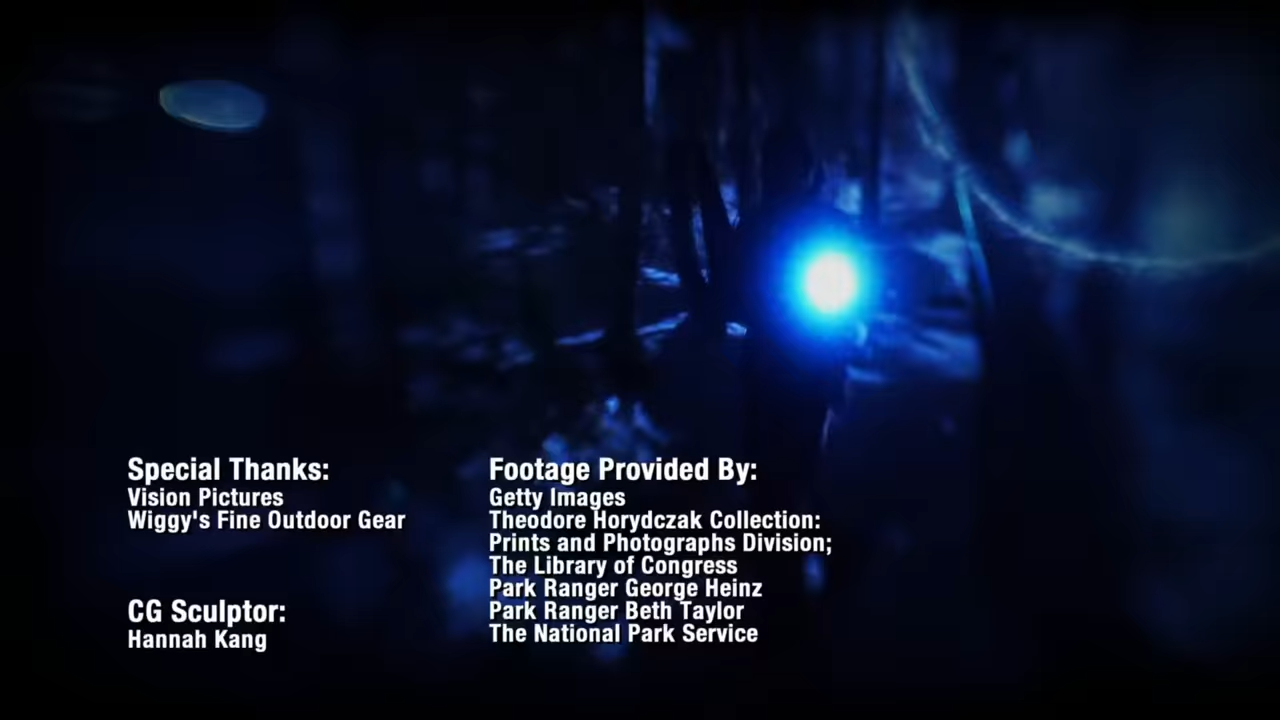 Special Thanks:
Vision Pictures
Wiggy's Fine Outdoor Gear
CG Sculptor:
Hannah Kang
Footage Provided By:
Getty Images
Theodore Horydczak Collection:
Prints and Photographs Division;
The Library of Congress
Park Ranger George Heinz
Park Ranger Beth Taylor
The National Park Service